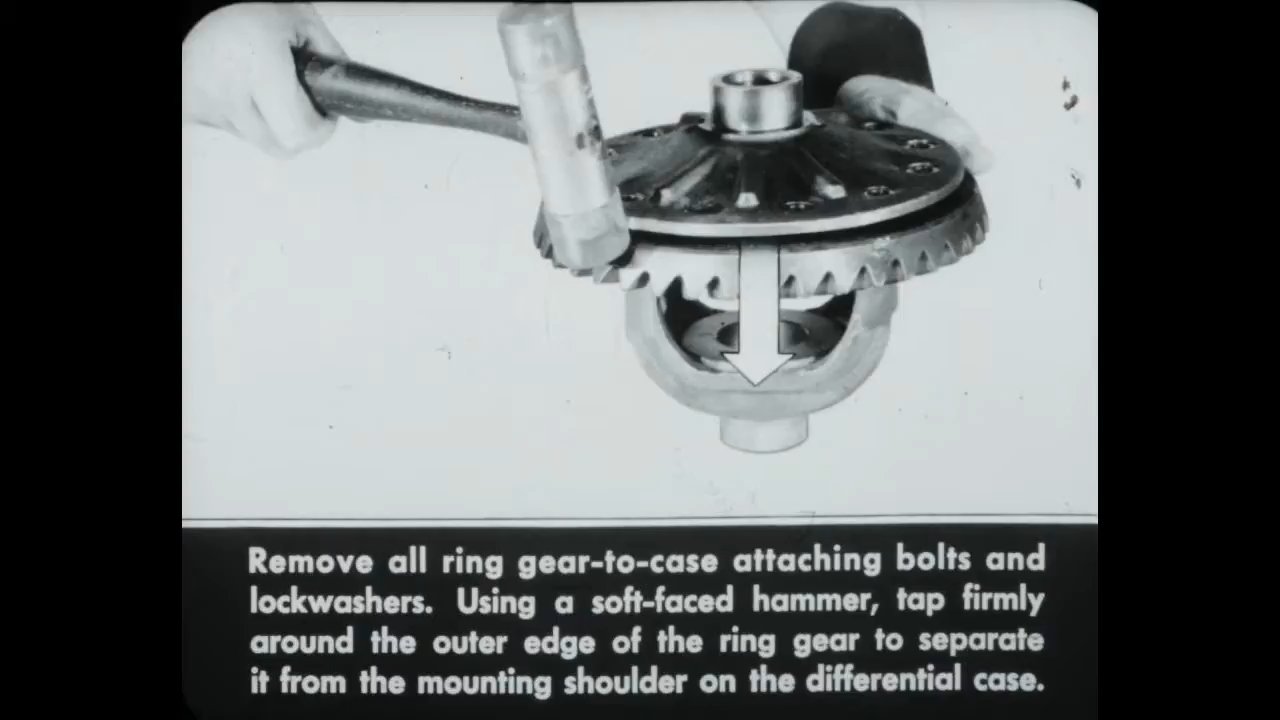 Remove all ring gear-to-case attaching bolts and
lockwashers. Using a soft-faced hammer, tap firmly
around the outer edge of the ring gear to separate
it from the mounting shoulder on the differential case.